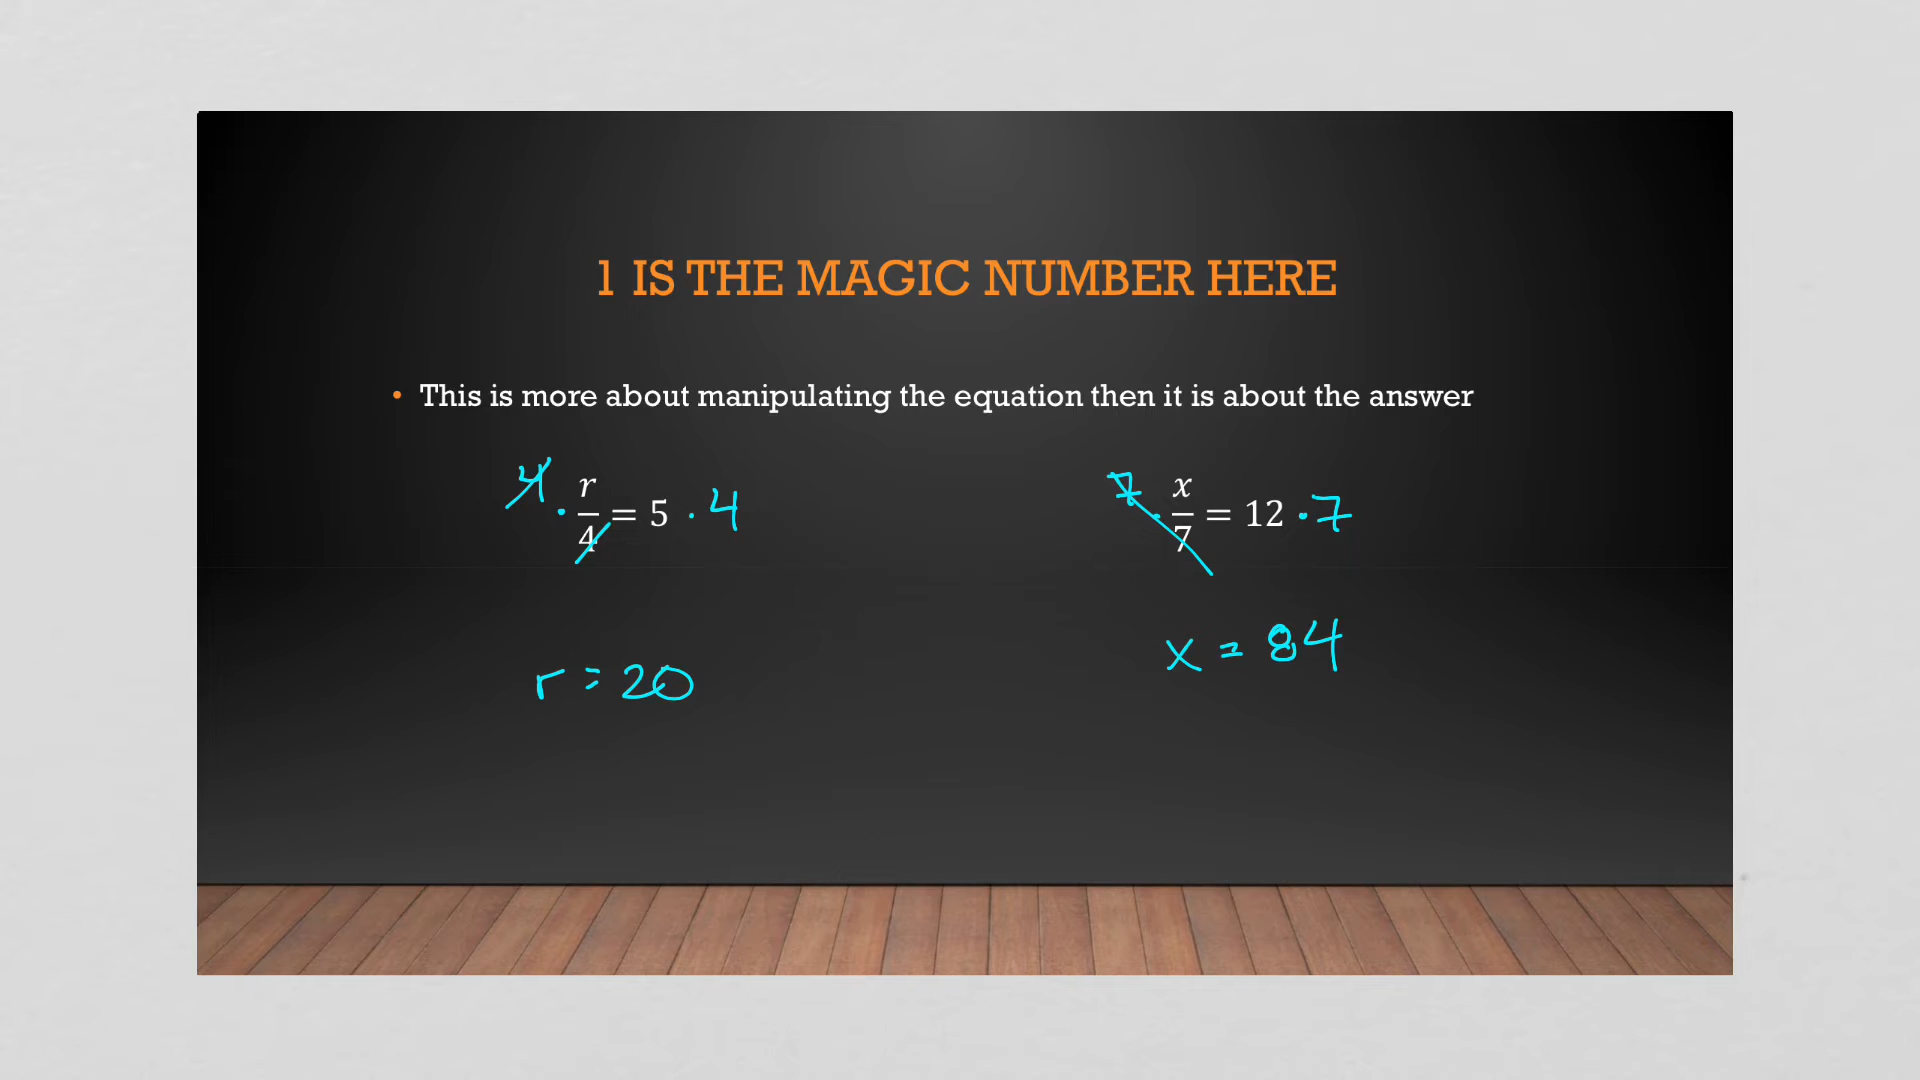 1 IS THE MAGIC NUMBER HERE
• This is more about manipulating the equation then it is about the answer
4 · r/4 = 5 · 4
7 · x/7 = 12 · 7
r = 20
x = 84